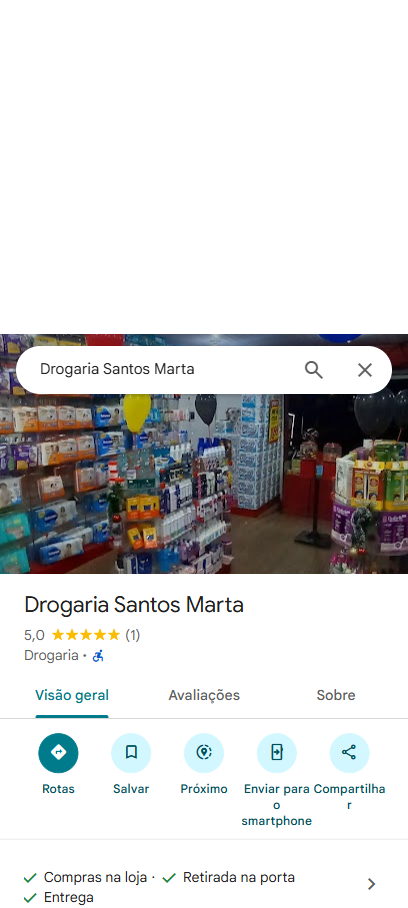 Drogaria Santos Marta
Drogaria Santos Marta
5,0 (1)
Drogaria ·
Visão geral
Avaliações
Sobre
Rotas
Salvar
Próximo
Enviar para
o
smartphone
Compartilha
r
Compras na loja · Retirada na porta
Entrega